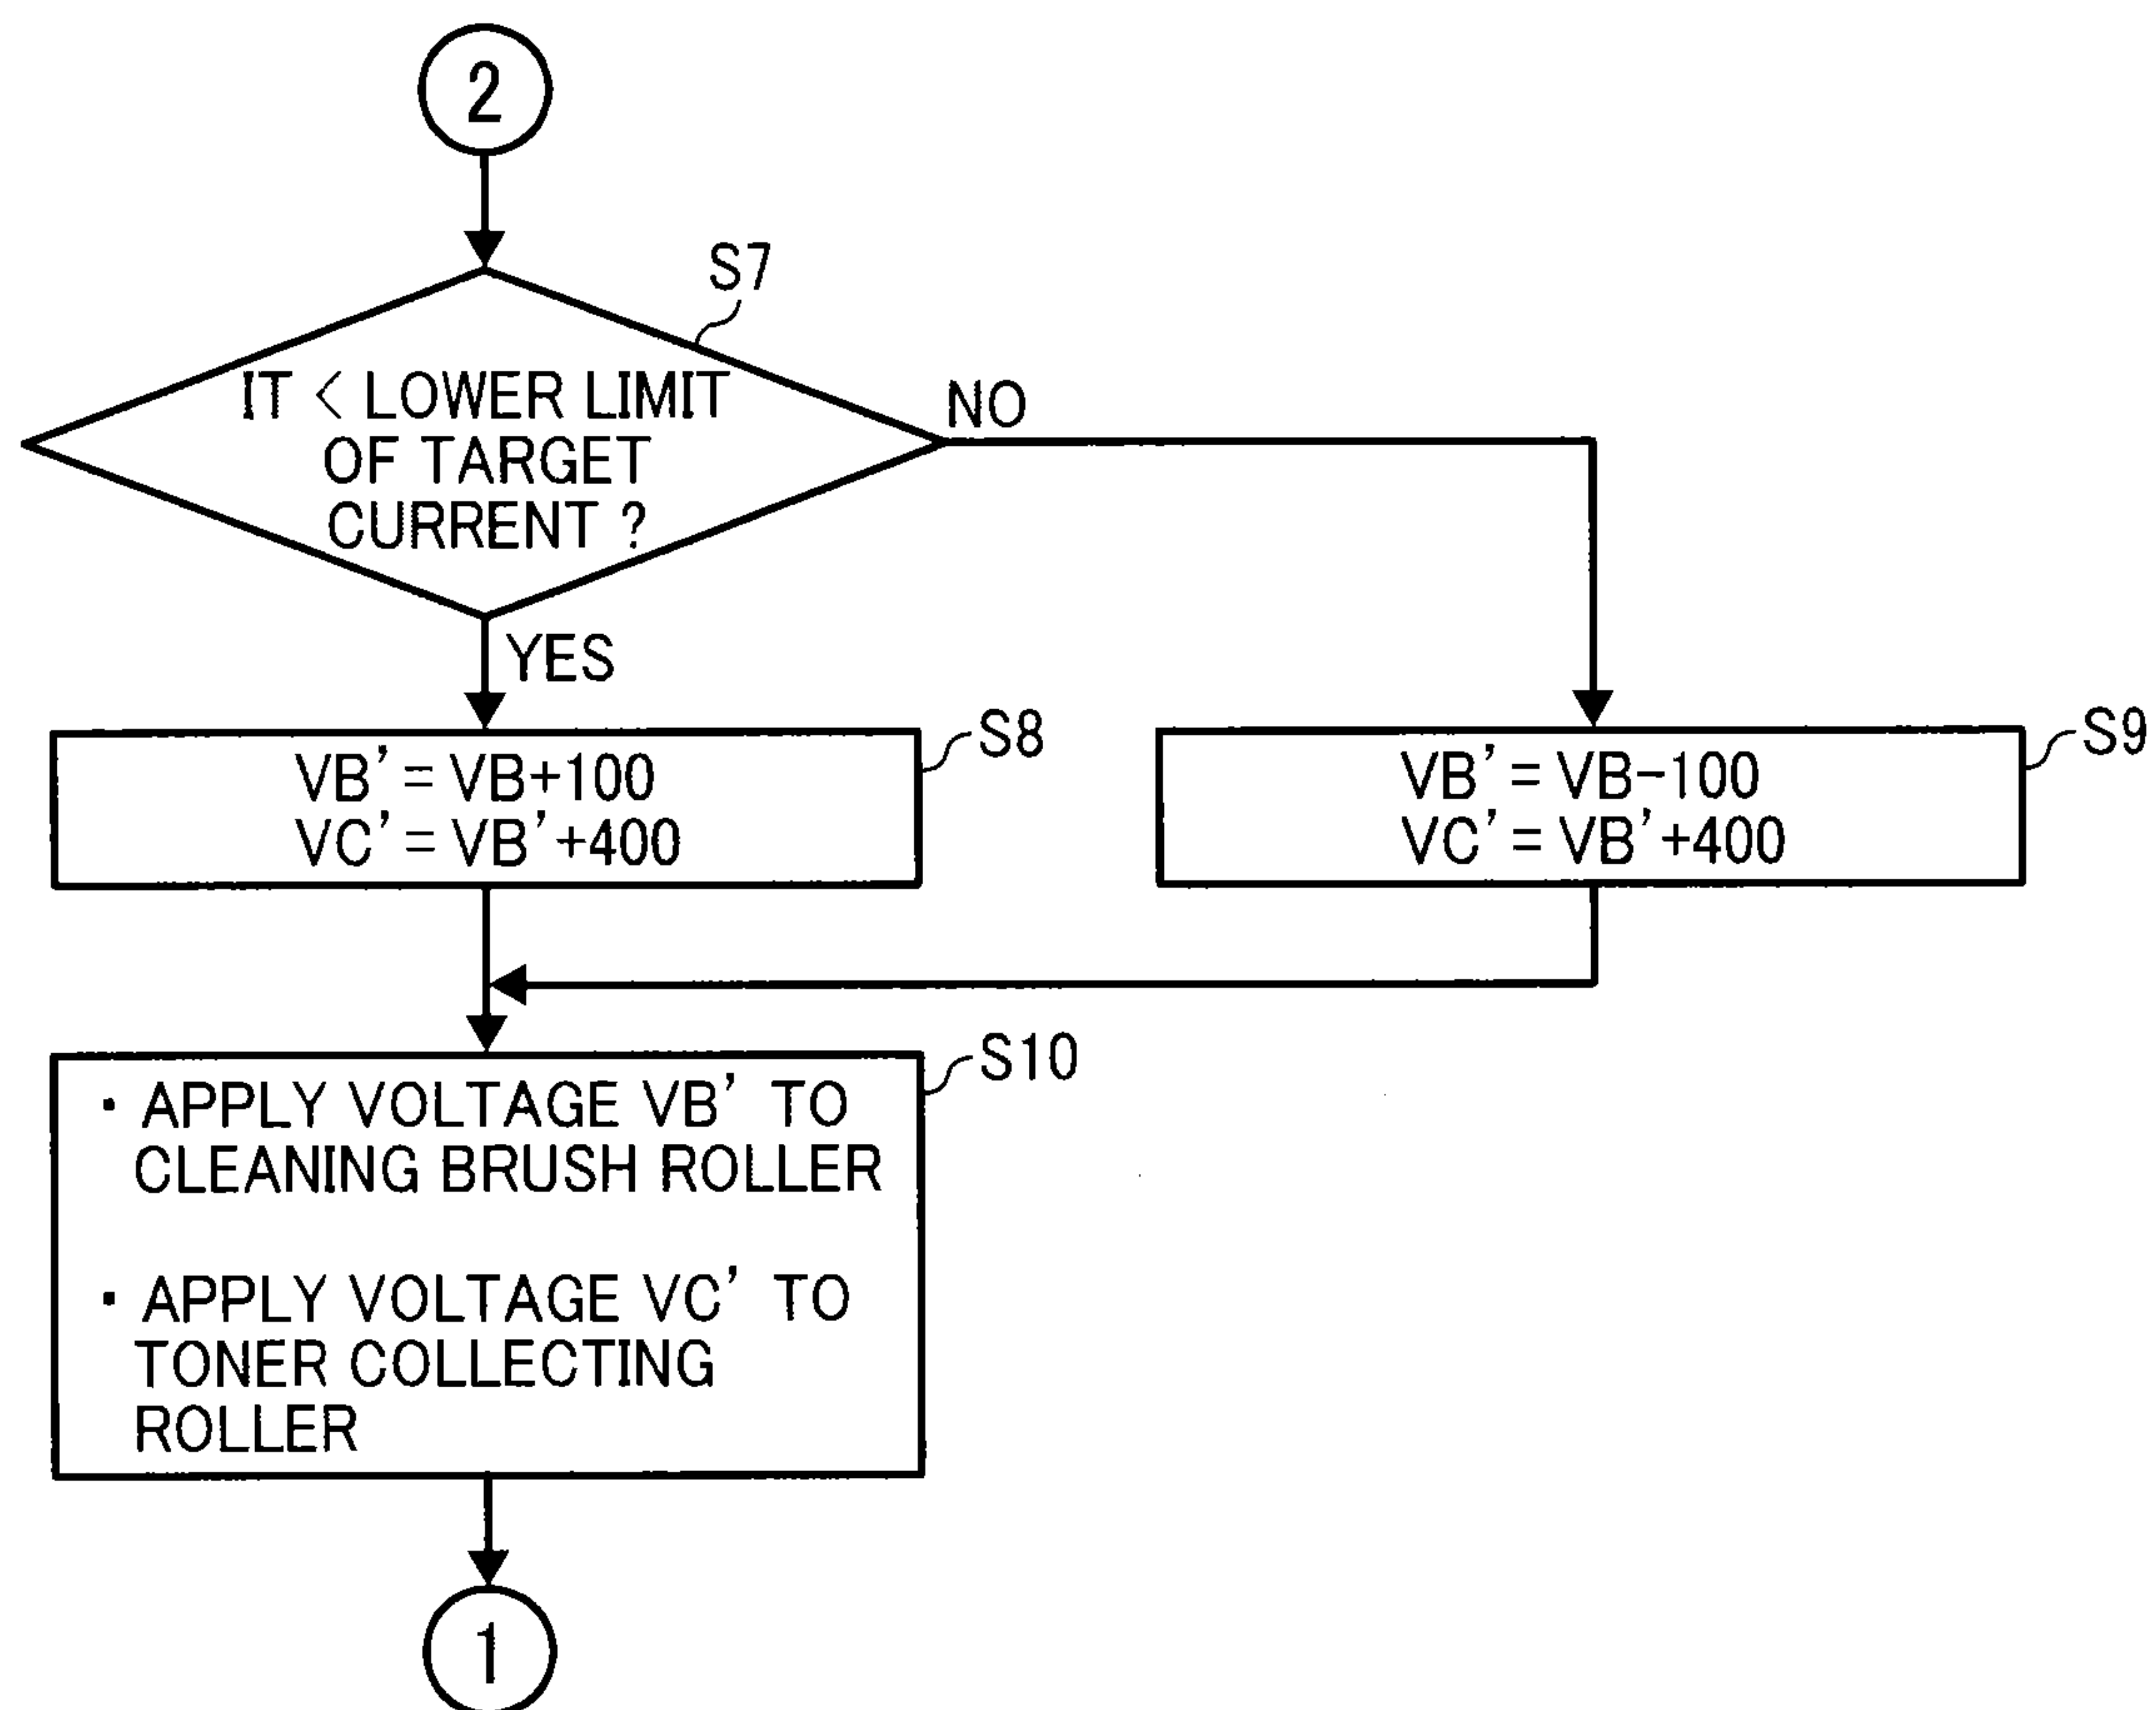 2
S7
IT < LOWER LIMIT
OF TARGET
CURRENT ?
NO
YES
S8
VB' = VB+100
VC' = VB'+400
S9
VB' = VB-100
VC' = VB'+400
S10
・ APPLY VOLTAGE VB' TO
CLEANING BRUSH ROLLER
・ APPLY VOLTAGE VC' TO
TONER COLLECTING
ROLLER
1